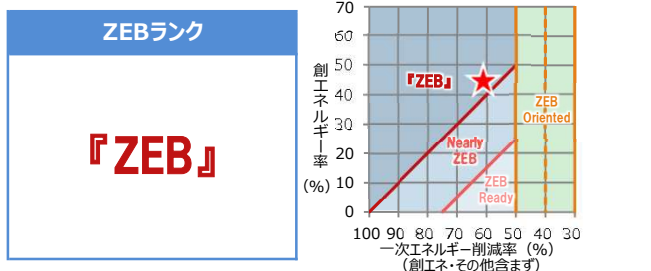 ZEBランク
『ZEB』
創エネルギー率
(%)
70
60
50
40
30
20
10
0
『ZEB』
ZEB
Oriented
Nearly
ZEB
ZEB
Ready
100 90 80 70 60 50 40 30
一次エネルギー削減率（%）
（創エネ・その他含まず）